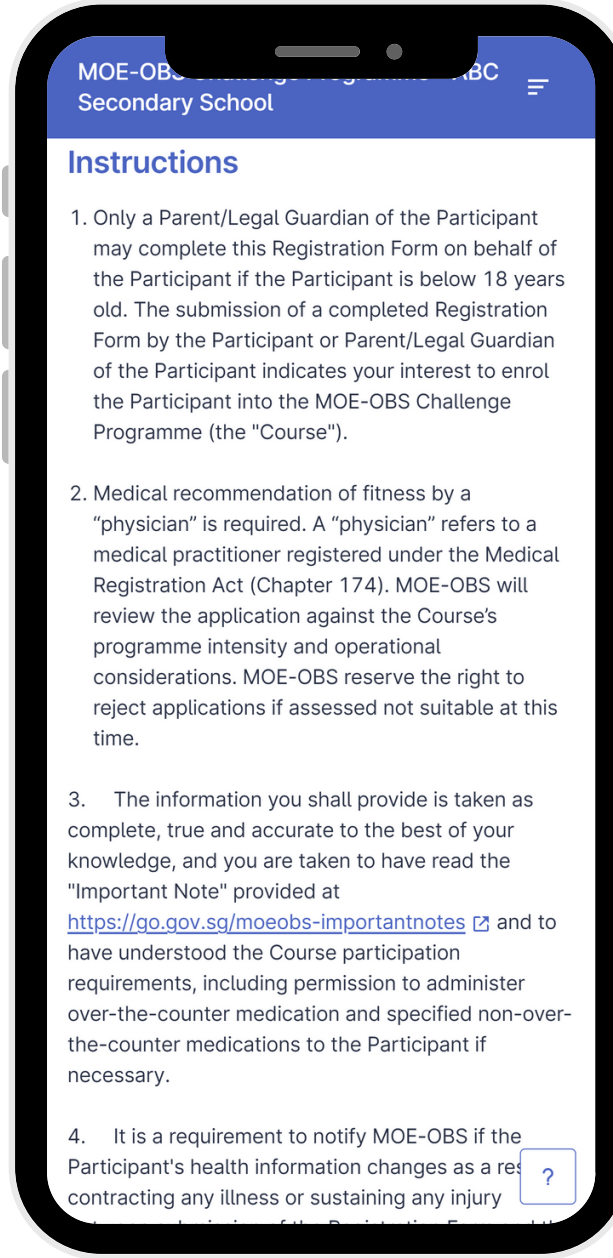 MOE-OBS Challenge Programme - ABC
Secondary School
Instructions
1. Only a Parent/Legal Guardian of the Participant
may complete this Registration Form on behalf of
the Participant if the Participant is below 18 years
old. The submission of a completed Registration
Form by the Participant or Parent/Legal Guardian
of the Participant indicates your interest to enrol
the Participant into the MOE-OBS Challenge
Programme (the "Course").
2. Medical recommendation of fitness by a
“physician” is required. A “physician” refers to a
medical practitioner registered under the Medical
Registration Act (Chapter 174). MOE-OBS will
review the application against the Course’s
programme intensity and operational
considerations. MOE-OBS reserve the right to
reject applications if assessed not suitable at this
time.
3. The information you shall provide is taken as
complete, true and accurate to the best of your
knowledge, and you are taken to have read the
"Important Note" provided at
https://go.gov.sg/moeobs-importantnotes and to
have understood the Course participation
requirements, including permission to administer
over-the-counter medication and specified non-over-
the-counter medications to the Participant if
necessary.
4. It is a requirement to notify MOE-OBS if the
Participant's health information changes as a
contracting any illness or sustaining any injury
?